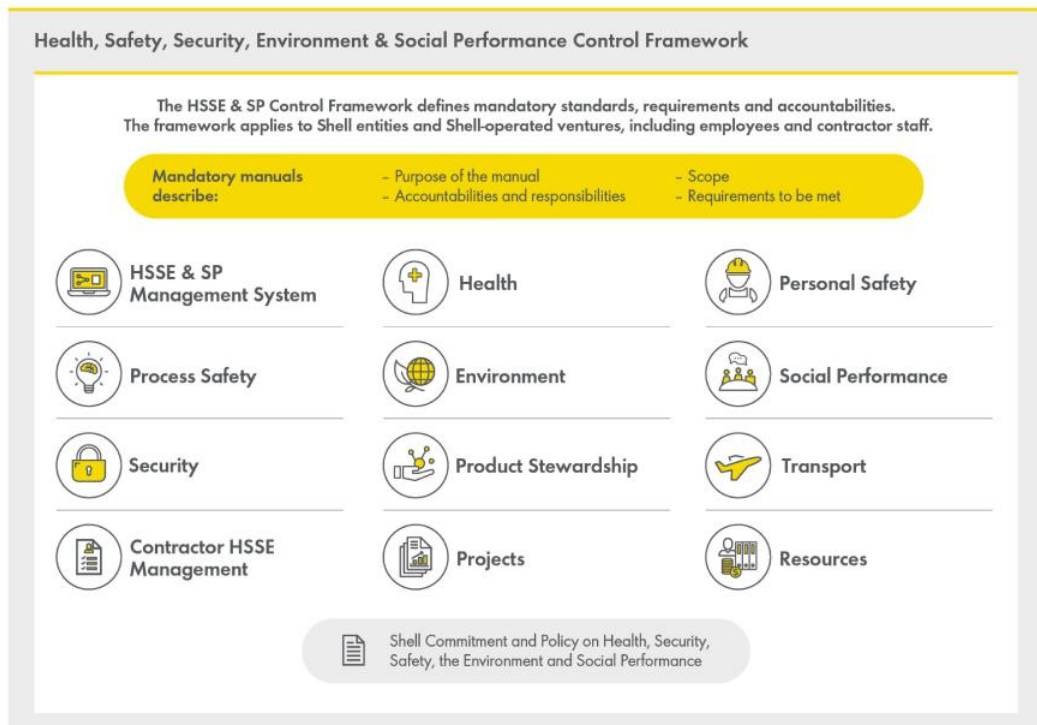 Health, Safety, Security, Environment & Social Performance Control Framework
The HSSE & SP Control Framework defines mandatory standards, requirements and accountabilities.
The framework applies to Shell entities and Shell-operated ventures, including employees and contractor staff.
Mandatory manuals
describe:
– Purpose of the manual
– Accountabilities and responsibilities
– Scope
– Requirements to be met
HSSE & SP
Management System
Health
Personal Safety
Process Safety
Environment
Social Performance
Security
Product Stewardship
Transport
Contractor HSSE
Management
Projects
Resources
Shell Commitment and Policy on Health, Security,
Safety, the Environment and Social Performance